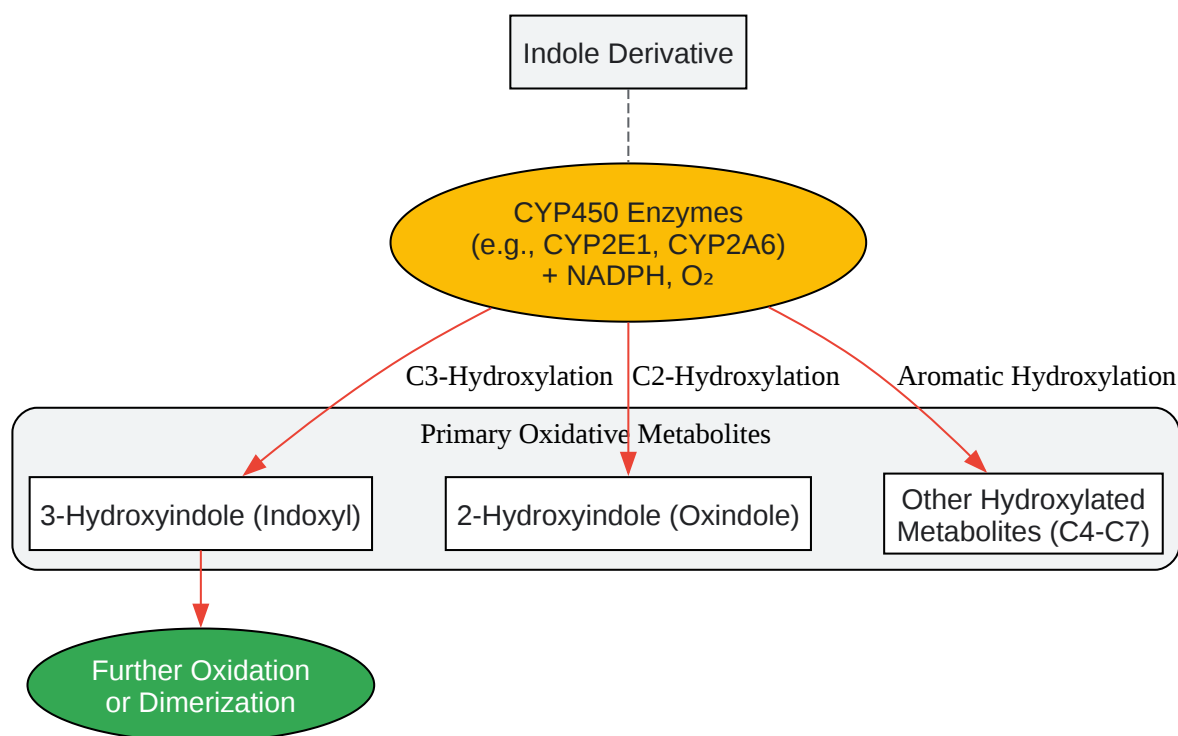 Indole Derivative
CYP450 Enzymes
(e.g., CYP2E1, CYP2A6)
+ NADPH, O₂
C3-Hydroxylation
C2-Hydroxylation
Aromatic Hydroxylation
Primary Oxidative Metabolites
3-Hydroxyindole (Indoxyl)
2-Hydroxyindole (Oxindole)
Other Hydroxylated
Metabolites (C4-C7)
Further Oxidation
or Dimerization